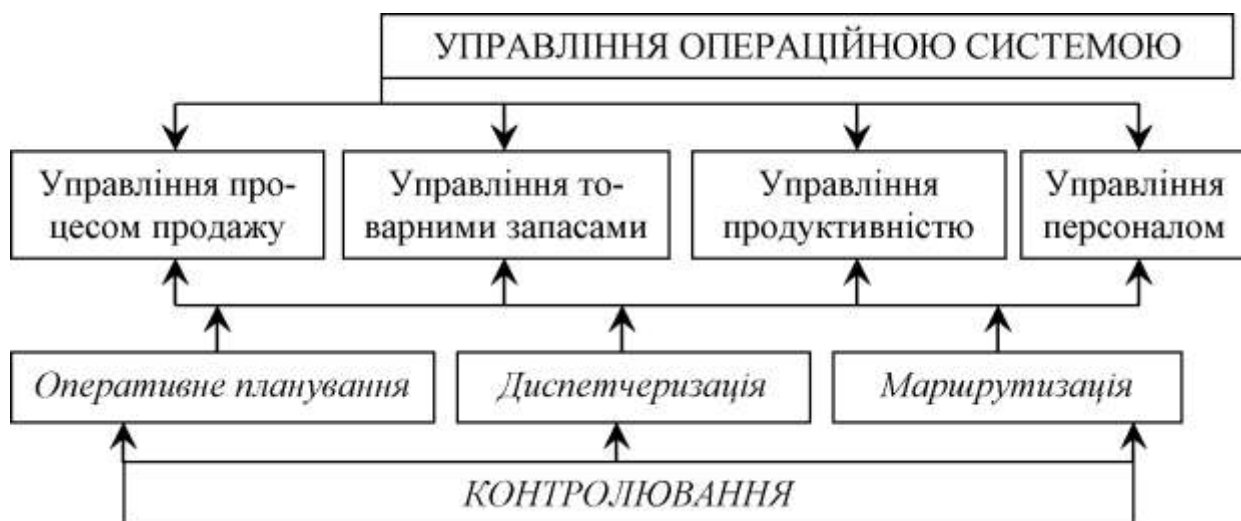 УПРАВЛІННЯ ОПЕРАЦІЙНОЮ СИСТЕМОЮ
Управління про-
цесом продажу
Управління то-
варними запасами
Управління
продуктивністю
Управління
персоналом
Оперативне планування
Диспетчеризація
Маршрутизація
КОНТРОЛЮВАННЯ